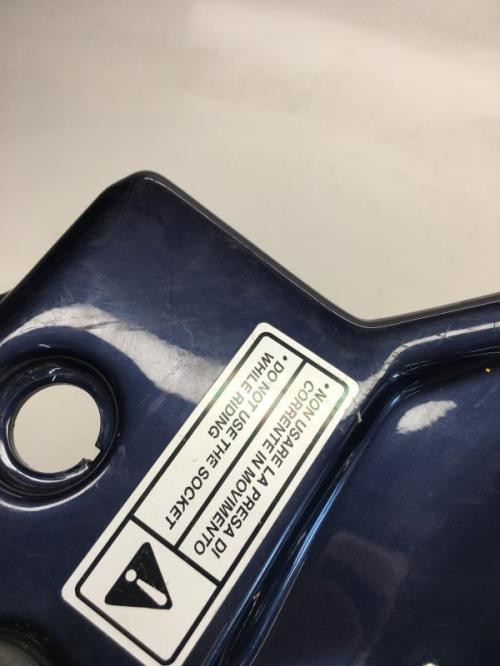 •NON USARE LA PRESA DI
CORRENTE IN MOVIMENTO
•DO NOT USE THE SOCKET
WHILE RIDING
!